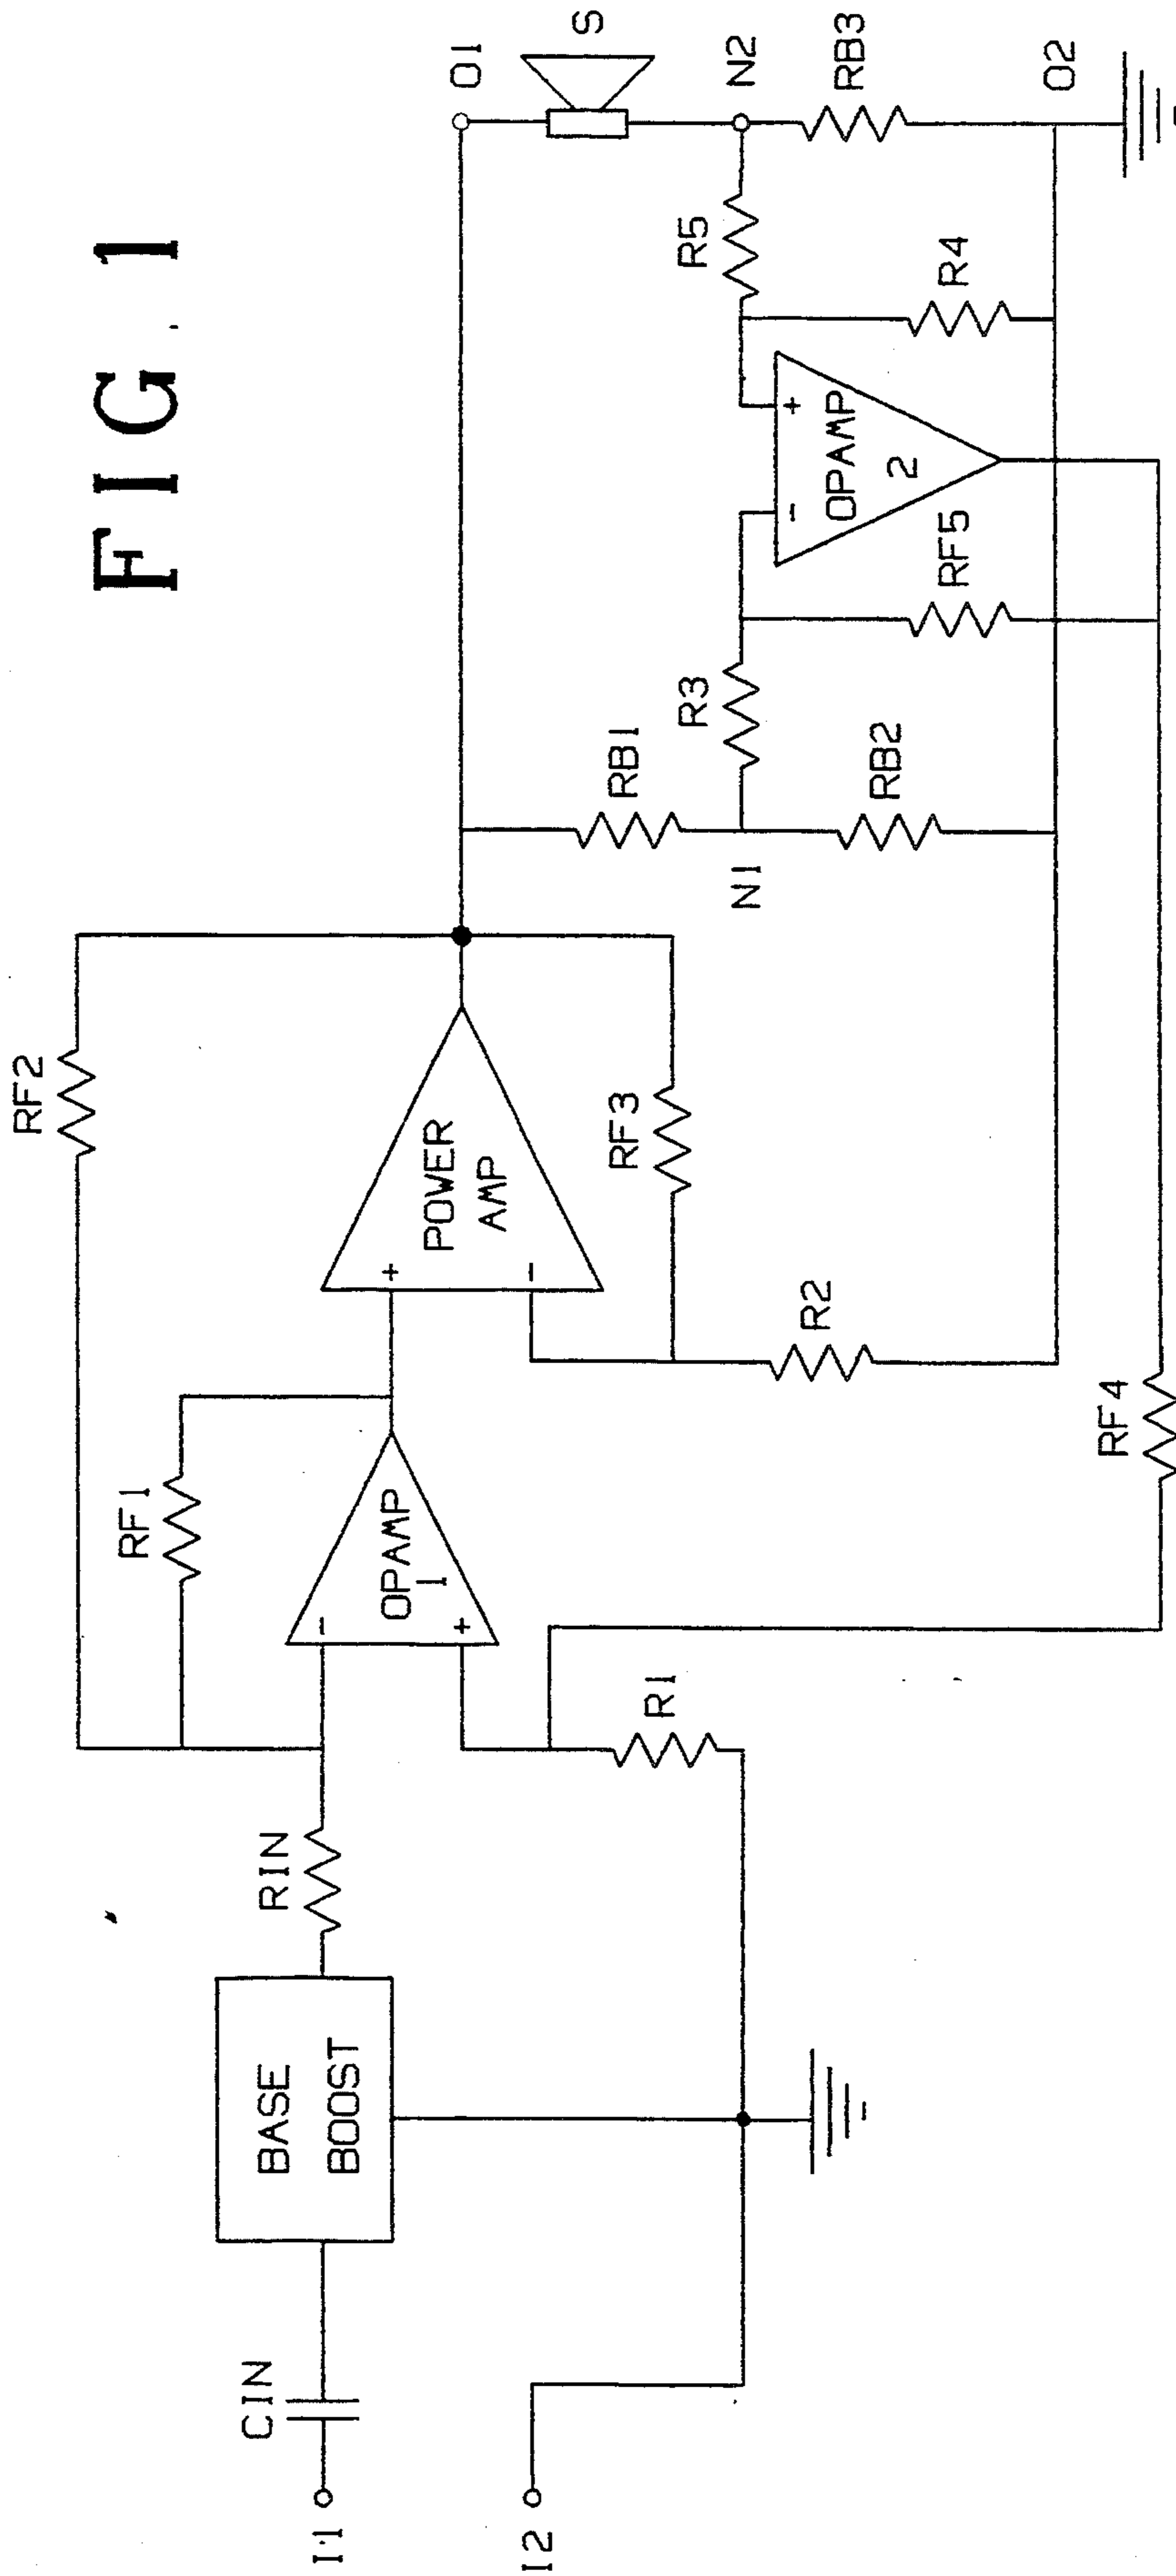 FIG. 1
RF2
RF1
RF3
RIN
CIN
BASE
BOOST
I1
I2
-
+
OPAMP
1
R1
+
-
POWER
AMP
R2
RF4
O1
S
N2
RB3
O2
R5
R4
RB1
N1
RB2
R3
RF5
-
+
OPAMP
2